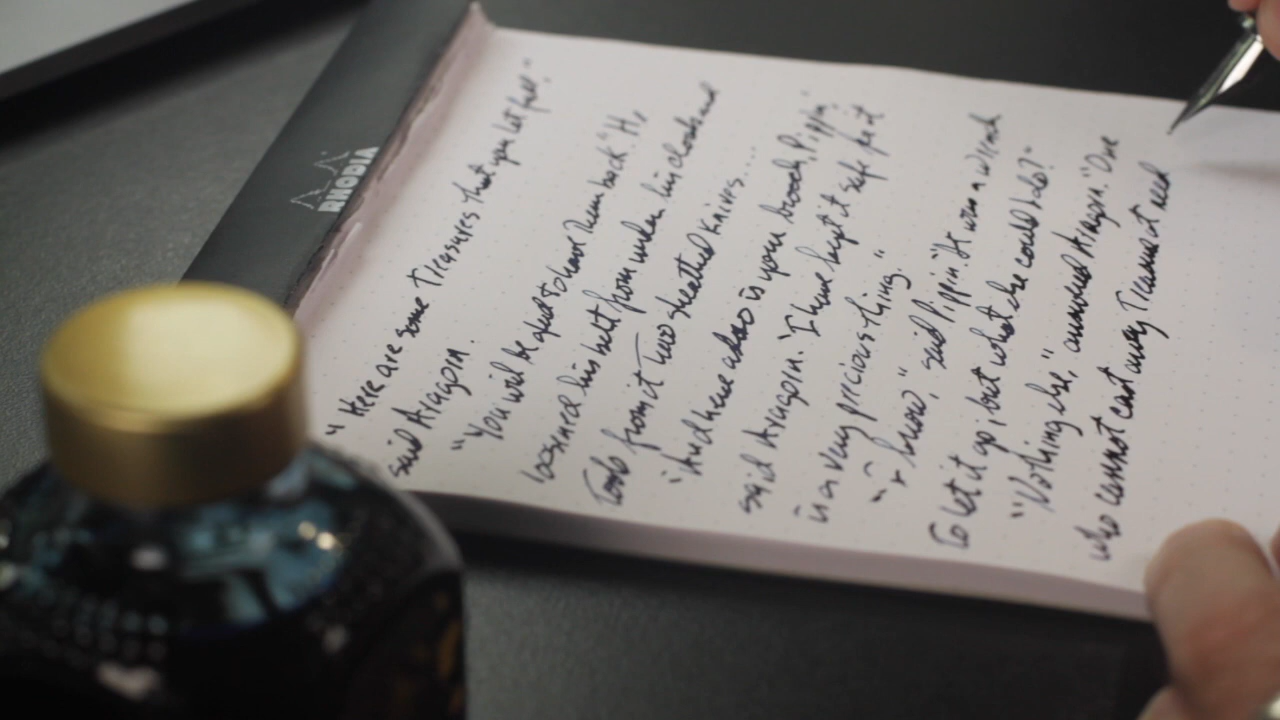 RHODIA
"Here are some treasures that you let fall."
said Aragorn.
"You will be glad to have them back." He
loosened his belt from under his cloak and
took from it two sheathed knives....
"And here also is your brooch, Pippin"
said Aragorn. "I have kept it safe for it
is a very precious thing."
"I know," said Pippin. "It was a wrench
to let it go, but what else could I do?"
"Nothing else," answered Aragorn. "One
who cannot cast away treasure at need